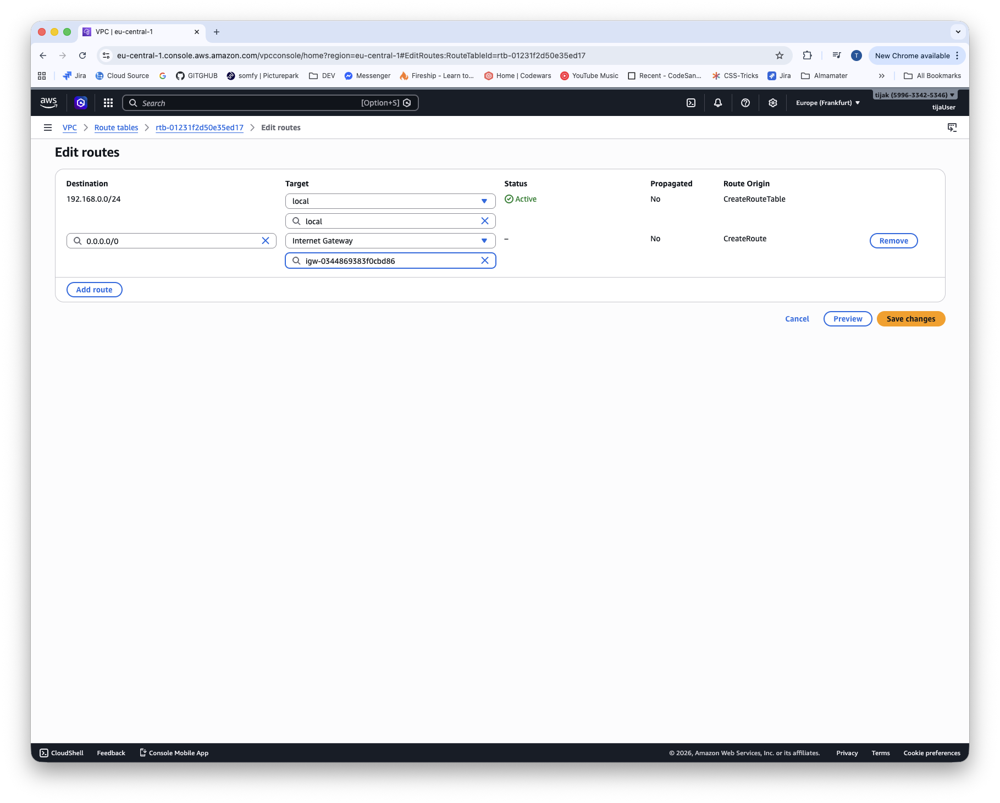 VPC | eu-central-1
eu-central-1.console.aws.amazon.com/vpcconsole/home?region=eu-central-1#EditRoutes:RouteTableId=rtb-01231f2d50e35ed17
T
New Chrome available
Jira
Cloud Source
GITGHUB
somfy | Picturepark
DEV
Messenger
Fireship - Learn to...
Home | Codewars
YouTube Music
Recent - CodeSan...
CSS-Tricks
Jira
Almamater
All Bookmarks
aws
Search
[Option+S]
Europe (Frankfurt)
tijak (5996-3342-5346)
tijaUser
VPC
Route tables
rtb-01231f2d50e35ed17
Edit routes
Edit routes
Destination Target Status Propagated Route Origin
192.168.0.0/24 local Active No CreateRouteTable
local
0.0.0.0/0 Internet Gateway – No CreateRoute Remove
igw-0344869383f0cbd86
Add route
Cancel Preview Save changes
CloudShell Feedback Console Mobile App © 2026, Amazon Web Services, Inc. or its affiliates. Privacy Terms Cookie preferences